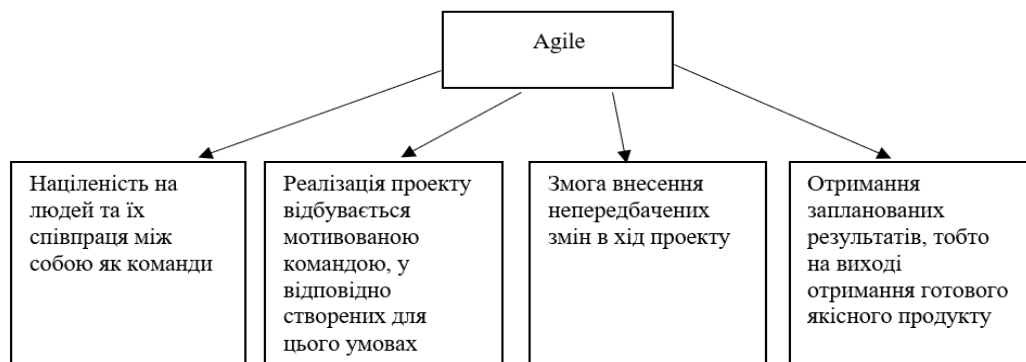 Agile
Націленість на
людей та їх
співпраця між
собою як команди
Реалізація проекту
відбувається
мотивованою
командою, у
відповідно
створених для
цього умовах
Змога внесення
непередбачених
змін в хід проекту
Отримання
запланованих
результатів, тобто
на виході
отримання готового
якісного продукту